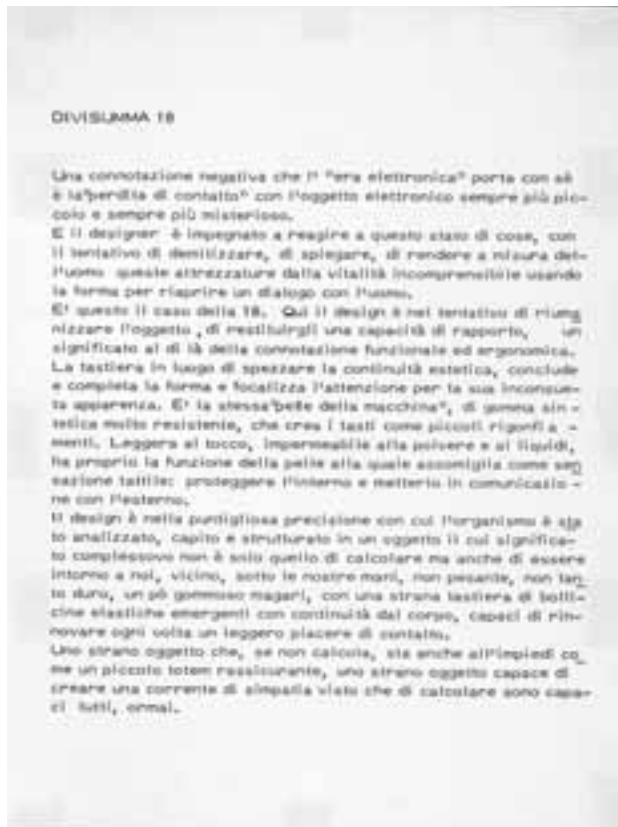 DIVISUMMA 18
Una connotazione negativa che l' "era elettronica" porta con sè
è la"perdita di contatto" con l'oggetto elettronico sempre più pic-
colo e sempre più misterioso.
E il designer è impegnato a reagire a questo stato di cose, con
il tentativo di demitizzare, di spiegare, di rendere a misura del-
l'uomo queste attrezzature dalla vitalità incomprensibile usando
la forma per riaprire un dialogo con l'uomo.
E' questo il caso della 18. Qui il design è nel tentativo di riuma
nizzare l'oggetto , di restituirgli una capacità di rapporto, un
significato al di là della connotazione funzionale ed ergonomica.
La tastiera in luogo di spezzare la continuità estetica, conclude
e completa la forma e focalizza l'attenzione per la sua inconsue-
ta apparenza. E' la stessa"pelle della macchina", di gomma sin -
tetica molto resistente, che crea i tasti come piccoli rigonfia -
menti. Leggera al tocco, impermeabile alla polvere e ai liquidi,
ha proprio la funzione della pelle alla quale assomiglia come sen
sazione tattile: proteggere l'interno e metterlo in comunicazio -
ne con l'esterno.
Il design è nella puntigliosa precisione con cui l'organismo è sta
to analizzato, capito e strutturato in un oggetto il cui significa-
to complessovo non è solo quello di calcolare ma anche di essere
intorno a noi, vicino, sotto le nostre mani, non pesante, non tan
to duro, un pò gommoso magari, con una strana tastiera di bolli-
cine elastiche emergenti con continuità dal corpo, capaci di rin-
novare ogni volta un leggero piacere di contatto.
Uno strano oggetto che, se non calcola, sta anche all'impiedi co
me un piccolo totem rassicurante, uno strano oggetto capace di
creare una corrente di simpatia visto che di calcolare sono capa-
ci tutti, ormai.